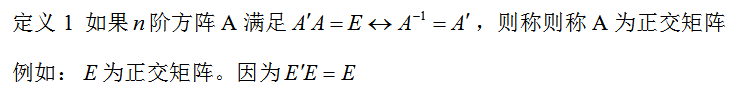 定义 1 如果 n 阶方阵 A 满足 A′A = E ↔ A⁻¹ = A′，则称则称 A 为正交矩阵
例如：E 为正交矩阵。因为 E′E = E